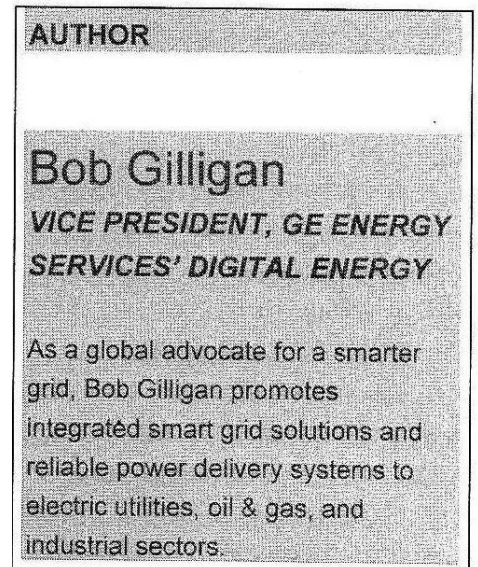 AUTHOR
Bob Gilligan
VICE PRESIDENT, GE ENERGY
SERVICES' DIGITAL ENERGY
As a global advocate for a smarter
grid, Bob Gilligan promotes
integrated smart grid solutions and
reliable power delivery systems to
electric utilities, oil & gas, and
industrial sectors.